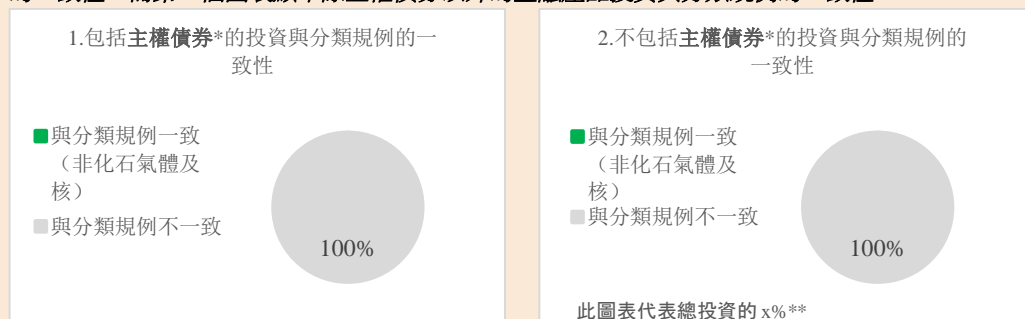 1.包括主權債券*的投資與分類規例的一
致性
與分類規例一致
（非化石氣體及
核）
與分類規例不一致
100%
2.不包括主權債券*的投資與分類規例的
一致性
與分類規例一致
（非化石氣體及
核）
與分類規例不一致
100%
此圖表代表總投資的 x%**